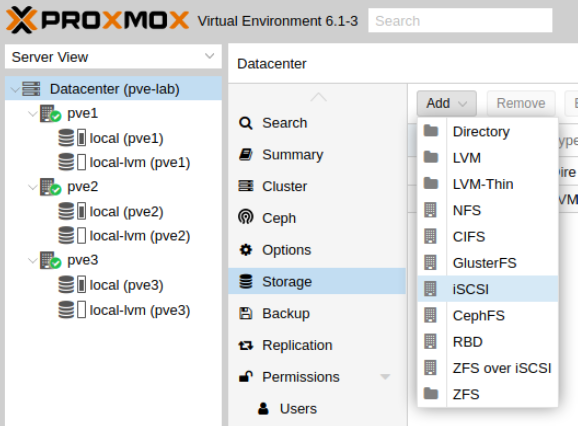 PROXMOX Virtual Environment 6.1-3 Search
Server View
Datacenter (pve-lab)
pve1
local (pve1)
local-lvm (pve1)
pve2
local (pve2)
local-lvm (pve2)
pve3
local (pve3)
local-lvm (pve3)
Datacenter
Search
Summary
Cluster
Ceph
Options
Storage
Backup
Replication
Permissions
Users
Add Remove
Directory
LVM
LVM-Thin
NFS
CIFS
GlusterFS
iSCSI
CephFS
RBD
ZFS over iSCSI
ZFS